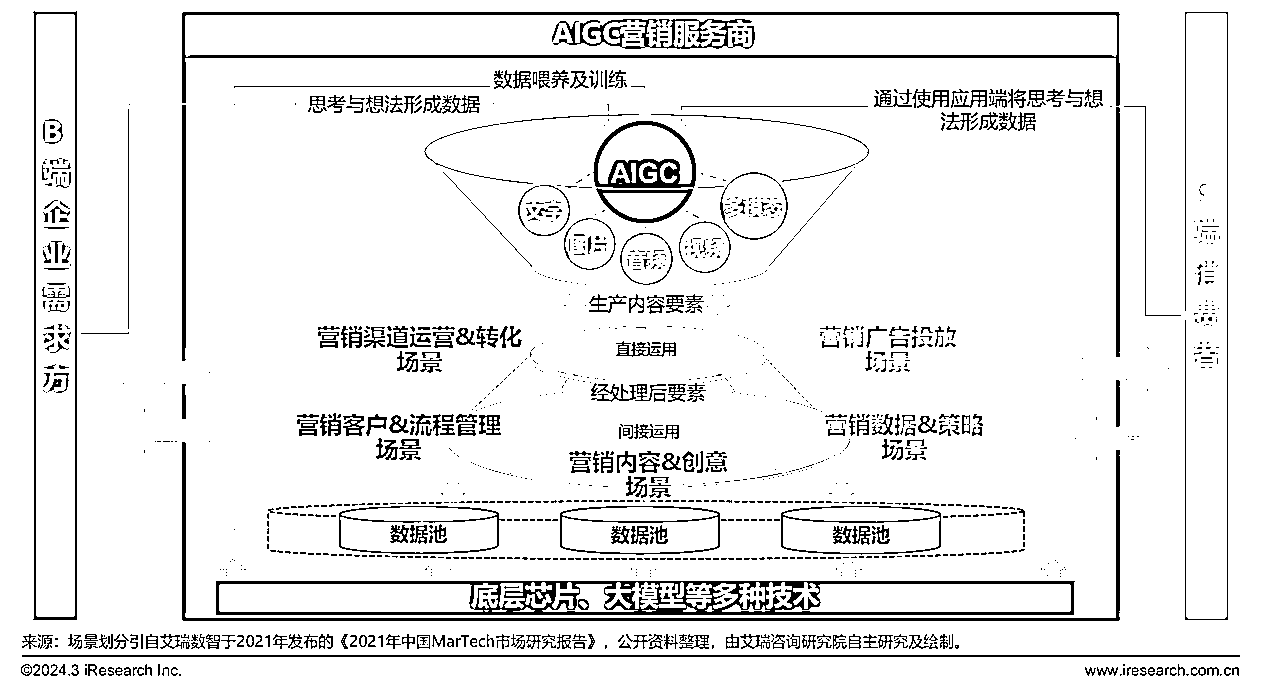 AIGC营销服务商
数据喂养及训练
思考与想法形成数据
通过使用应用端将思考与想
法形成数据
B端企业需求方
C端消费者
AIGC
文字
图片
音频
视频
多模态
生产内容要素
营销渠道运营&转化
场景
直接运用
营销广告投放
场景
经处理后要素
营销客户&流程管理
场景
间接运用
营销数据&策略
场景
营销内容&创意
场景
数据池
数据池
数据池
底层芯片、大模型等多种技术
来源：场景划分引自艾瑞数智于2021年发布的《2021年中国MarTech市场研究报告》，公开资料整理，由艾瑞咨询研究院自主研究及绘制。
©2024.3 iResearch Inc.
www.iresearch.com.cn